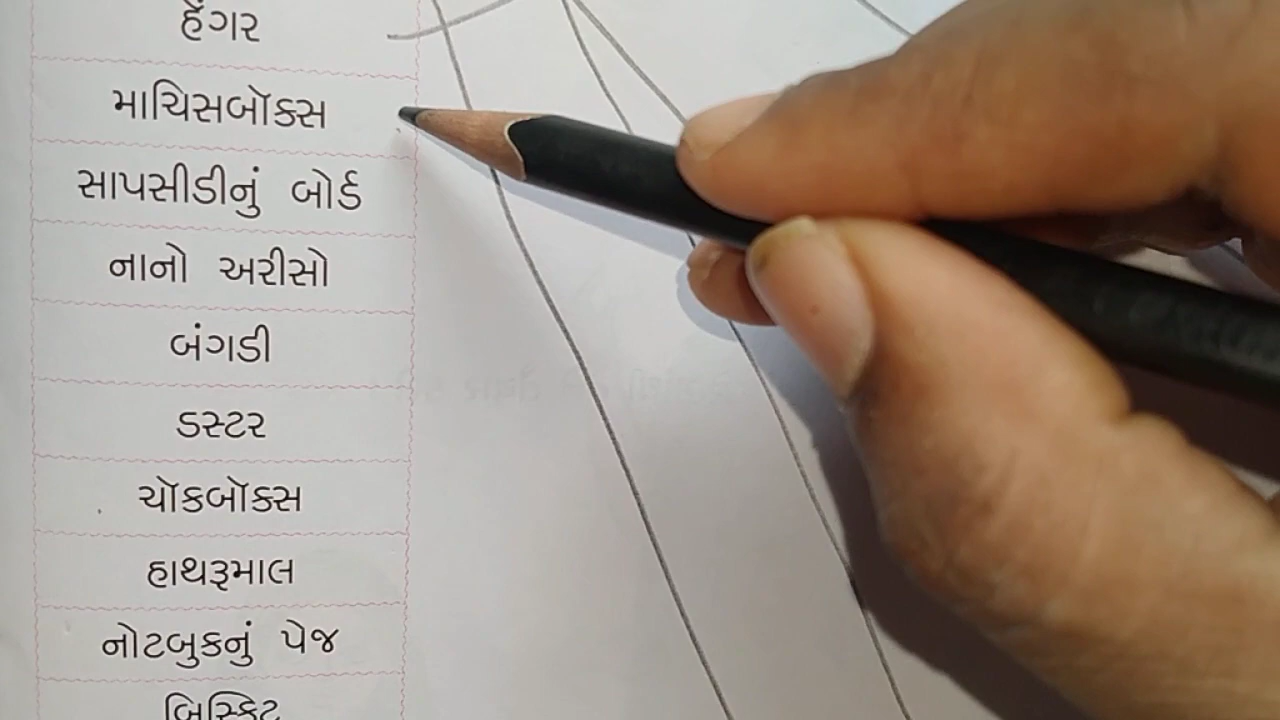 હેંગર
માચિસબૉક્સ
સાપસીડીનું બોર્ડ
નાનો અરીસો
બંગડી
ડસ્ટર
ચૉકબૉક્સ
હાથરૂમાલ
નોટબુકનું પેજ
બિસ્કિટ